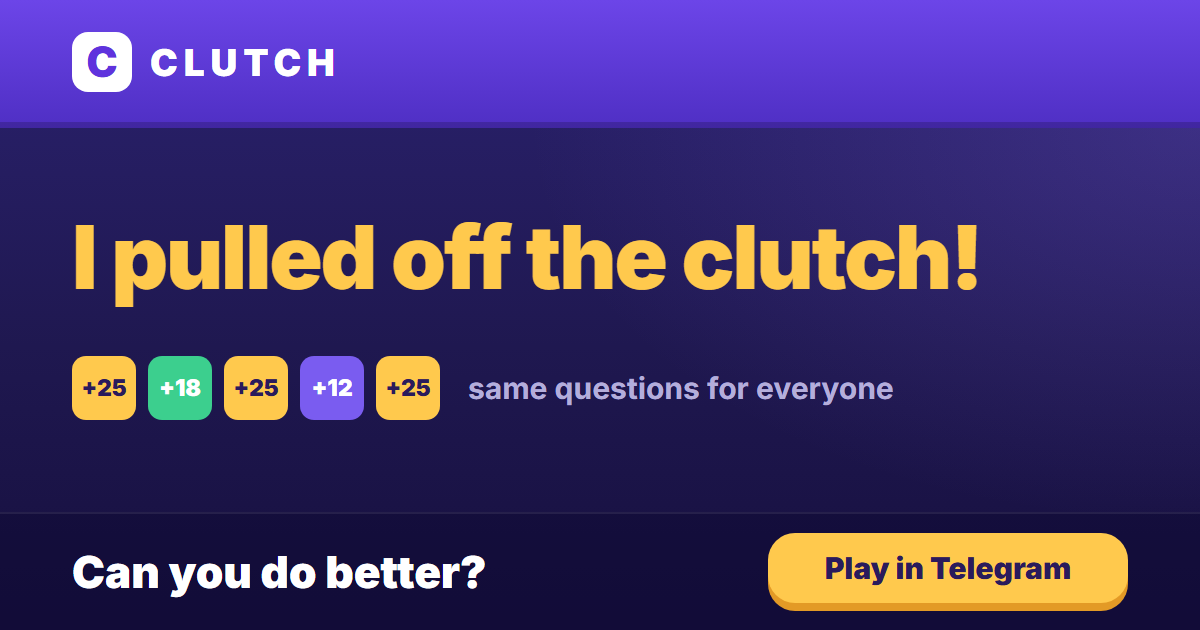 C CLUTCH
I pulled off the clutch!
+25 +18 +25 +12 +25 same questions for everyone
Can you do better?
Play in Telegram